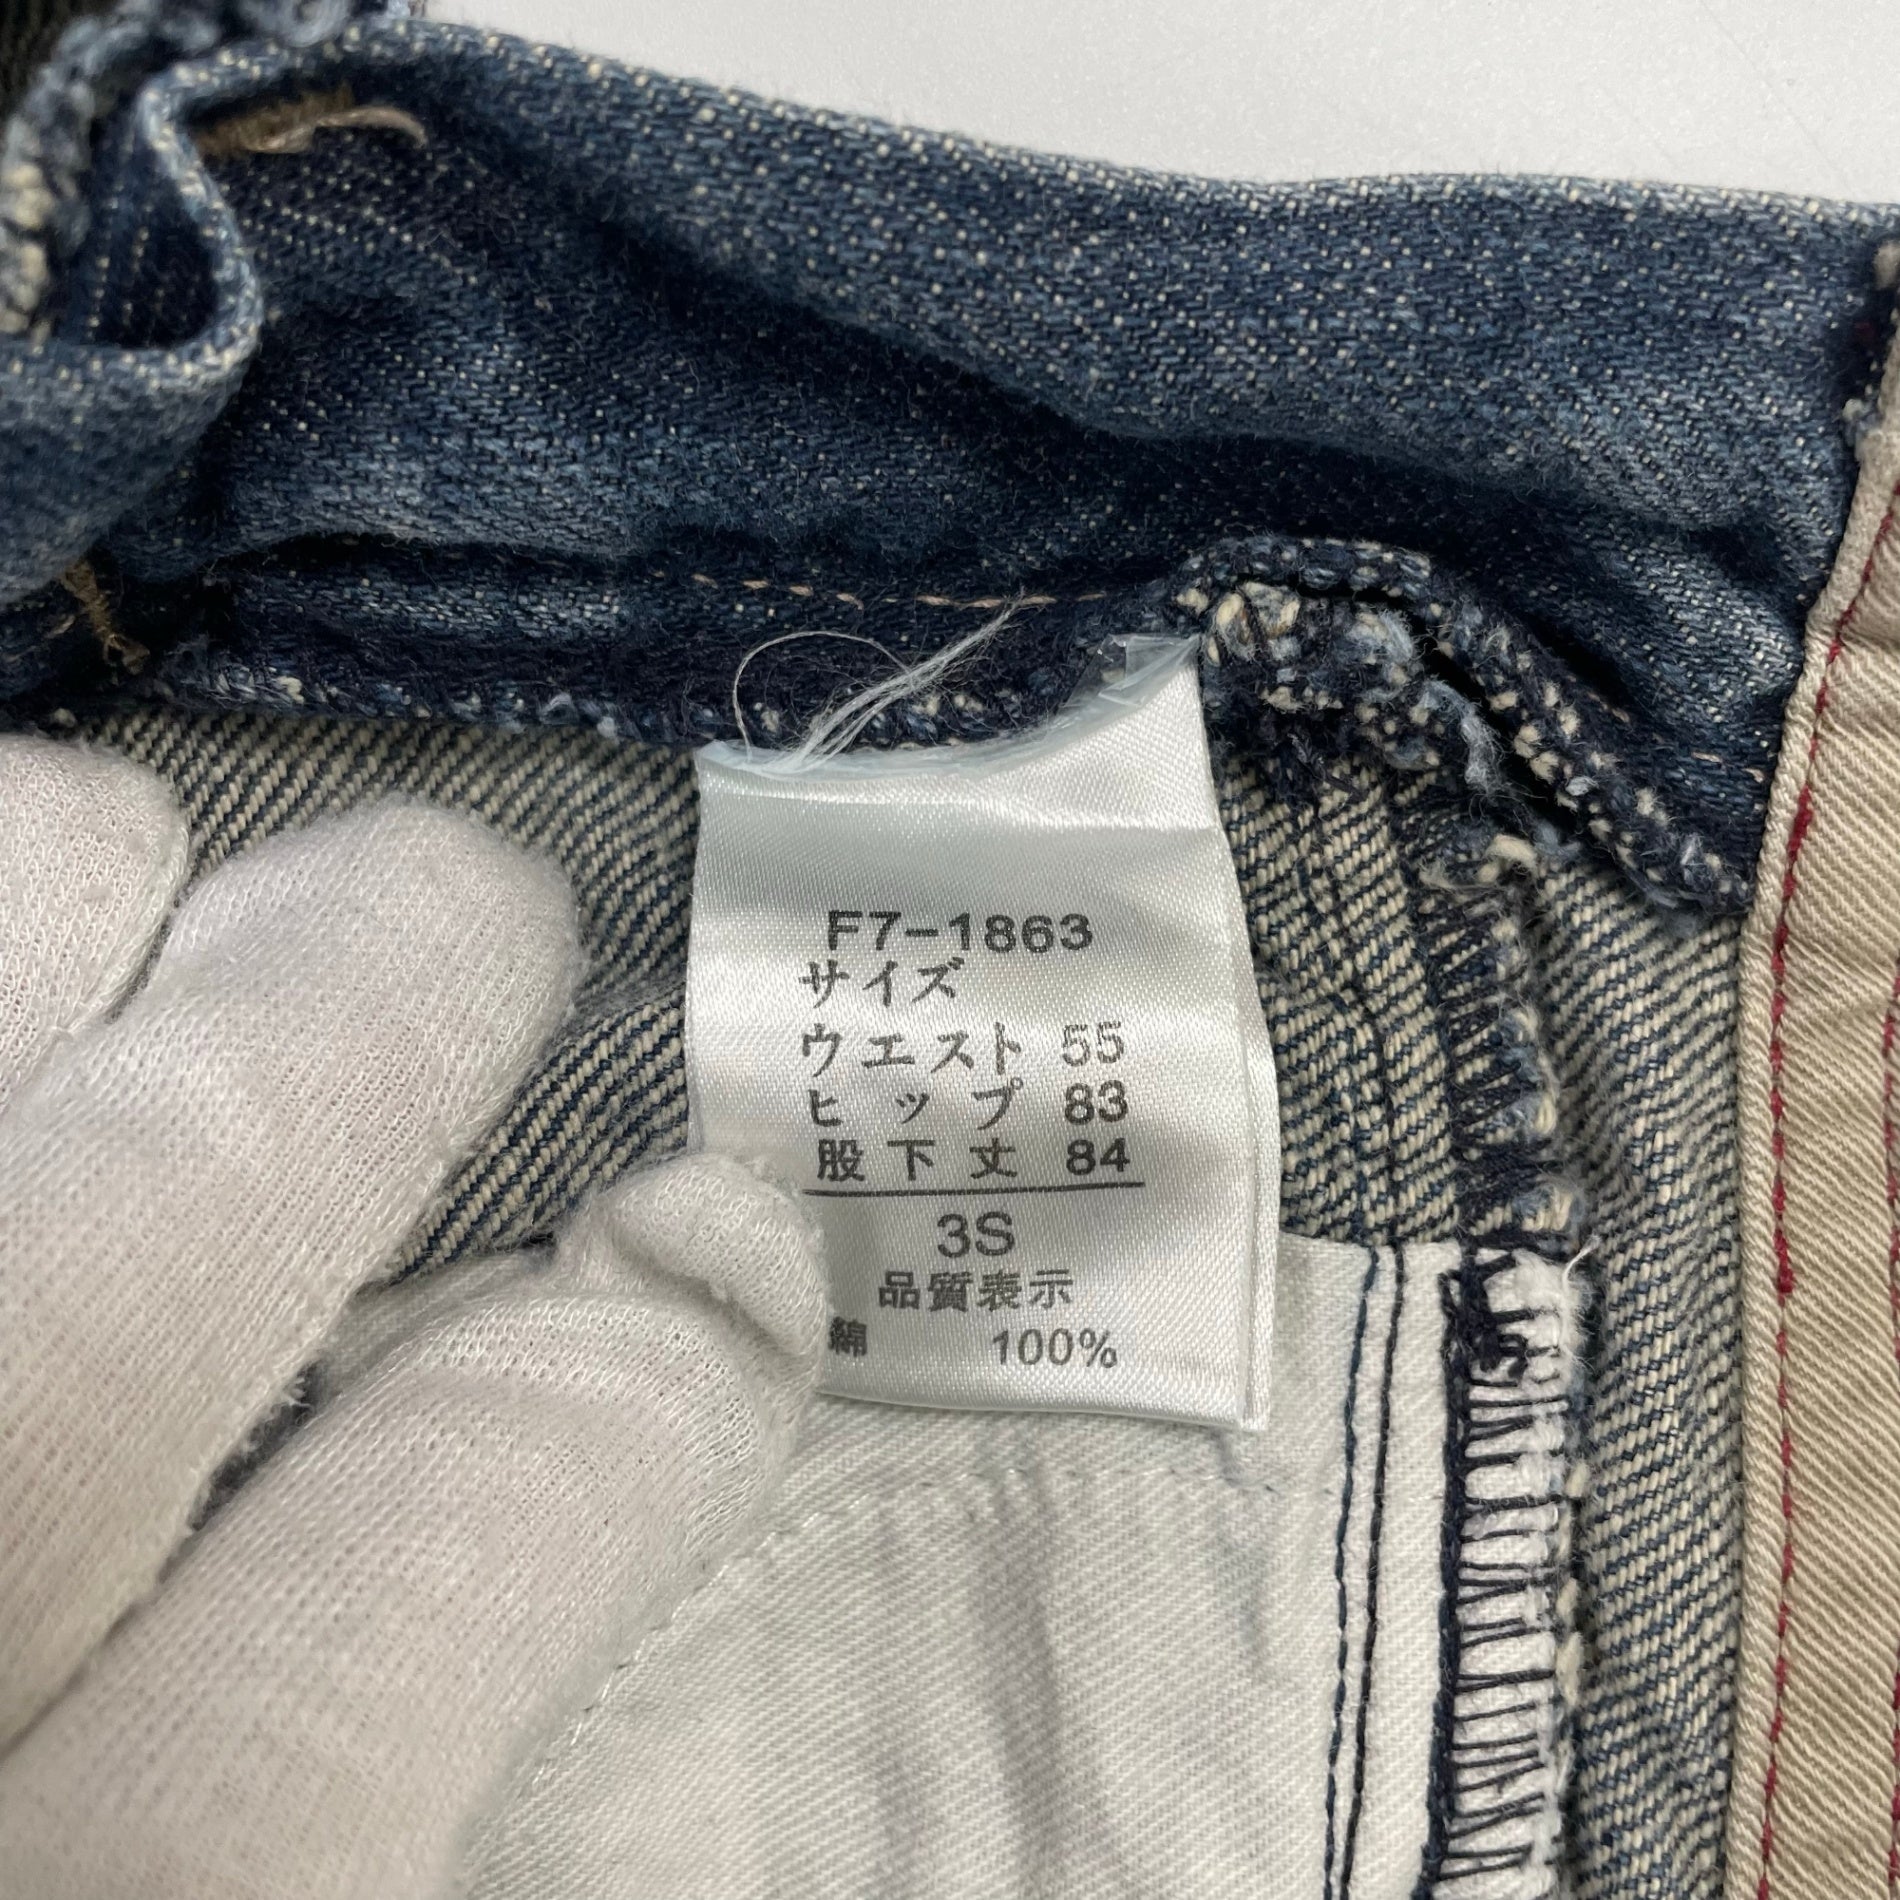 F7-1863
サイズ
ウエスト 55
ヒップ 83
股下丈 84
3S
品質表示
綿 100%